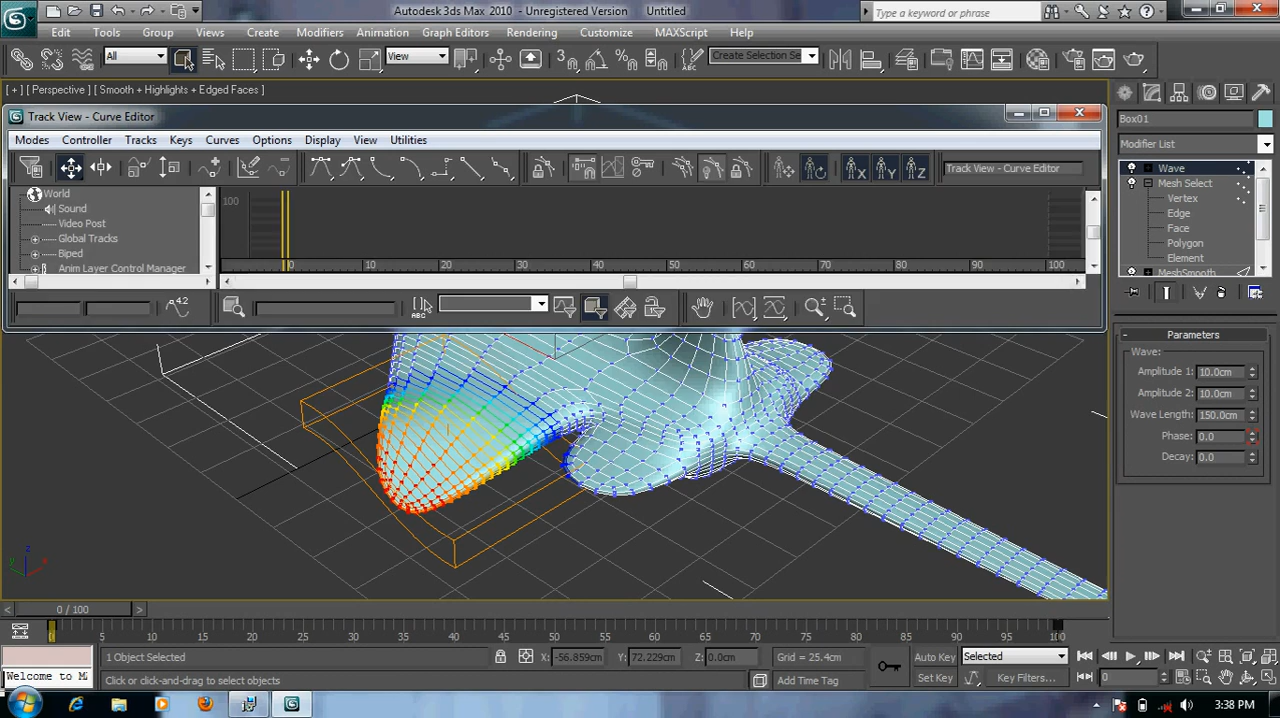 Autodesk 3ds Max 2010 - Unregistered Version Untitled
Type a keyword or phrase
Edit Tools Group Views Create Modifiers Animation Graph Editors Rendering Customize MAXScript Help
All View 3 Create Selection Se
[ + ] [ Perspective ] [ Smooth + Highlights + Edged Faces ]
Track View - Curve Editor
Modes Controller Tracks Keys Curves Options Display View Utilities
X Y Z Track View - Curve Editor
World
Sound
Video Post
Global Tracks
Biped
Anim Layer Control Manager
100
0 10 20 30 40 50 60 70 80 90 100
42 ABC
Box01
Modifier List
Wave
Mesh Select
Vertex
Edge
Face
Polygon
Element
MeshSmooth
Parameters
Wave:
Amplitude 1: 10.0cm
Amplitude 2: 10.0cm
Wave Length: 150.0cm
Phase: 0.0
Decay: 0.0
z
y
x
< 0 / 100 >
0 5 10 15 20 25 30 35 40 45 50 55 60 65 70 75 80 85 90 95 100
1 Object Selected X: -56.859cm Y: 72.229cm Z: 0.0cm Grid = 25.4cm Auto Key Selected
Welcome to M Click or click-and-drag to select objects Add Time Tag Set Key Key Filters... 0
3:38 PM